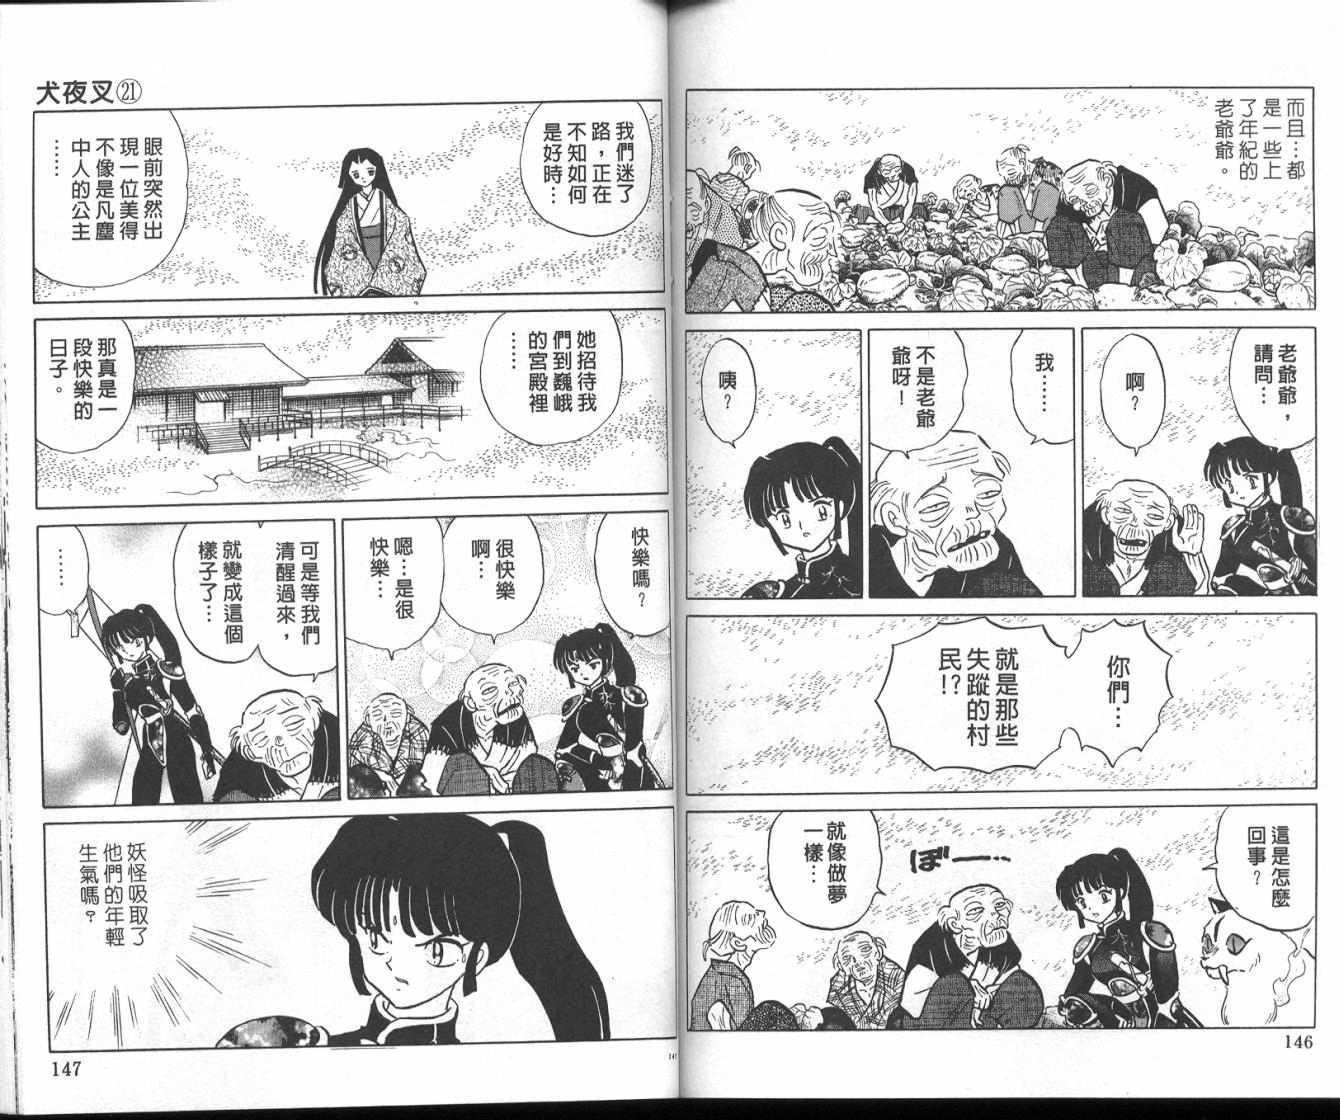 而且…都
是一些上
了年紀的
老爺爺。
老爺爺，
請問…
啊？
我……
不是老爺
爺呀！
咦？
你們…
就是那些
失蹤的村
民!?
這是怎麼
回事？
ぼーっ…
就像做夢
一樣…
146
犬夜叉㉑
我們迷了
路，正在
不知如何
是好時…
眼前突然出
現一位美得
不像是凡塵
中人的公主
……
她招待我
們到巍峨
的宮殿裡
……
那真是一
段快樂的
日子。
快樂嗎？
很快樂
啊…
嗯…是很
快樂…
可是等我們
清醒過來，
就變成這個
樣子了…
……
妖怪吸取了
他們的年輕
生氣嗎？
147